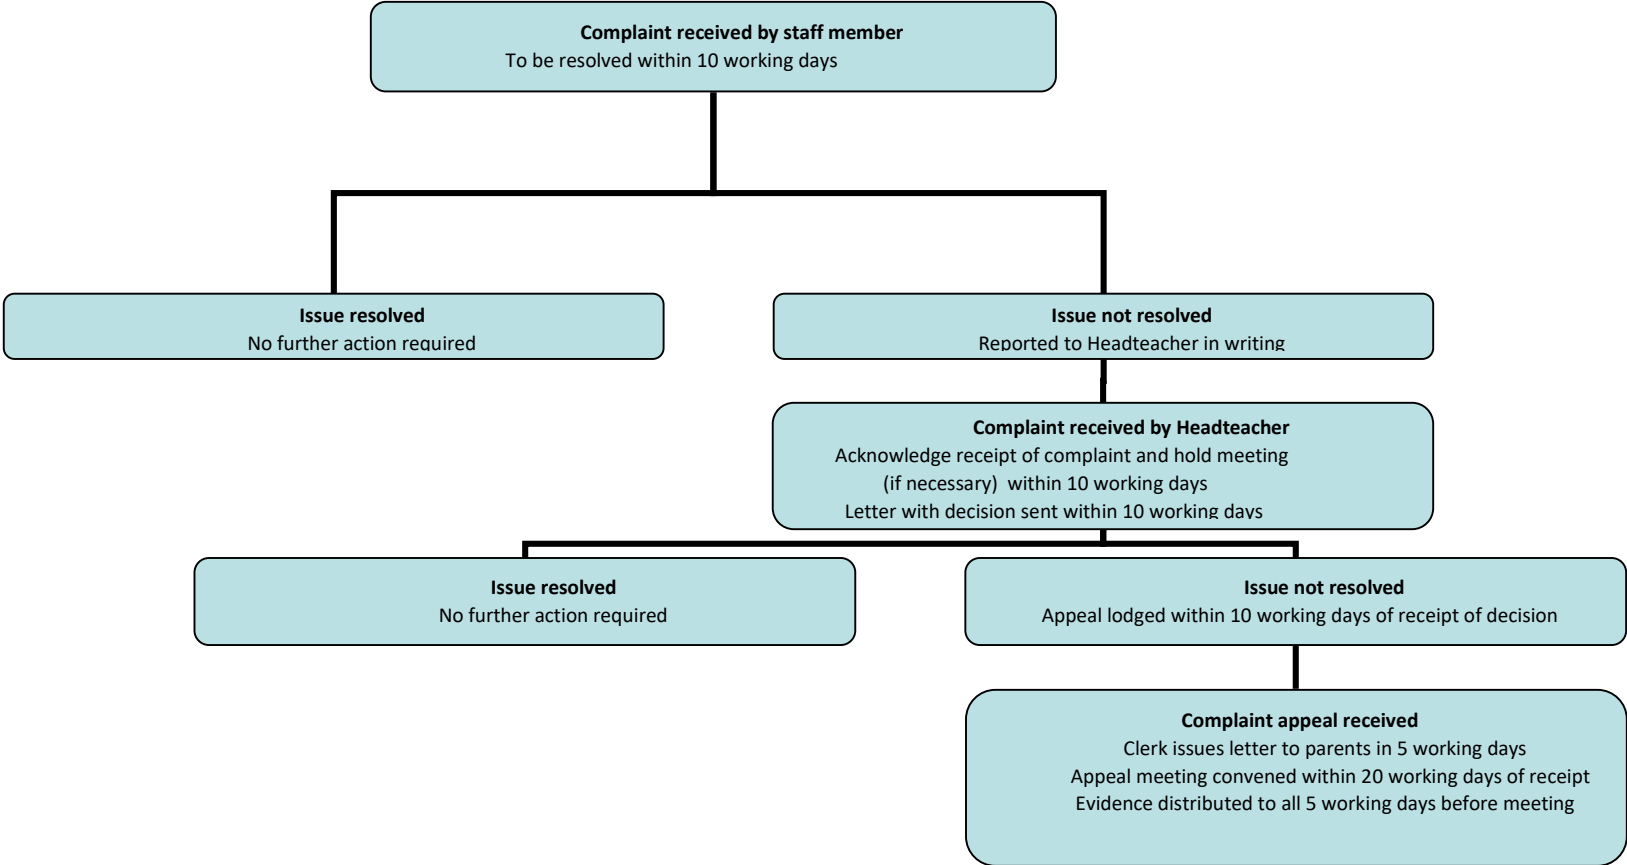 Complaint received by staff member
To be resolved within 10 working days
Issue resolved
No further action required
Issue not resolved
Reported to Headteacher in writing
Complaint received by Headteacher
Acknowledge receipt of complaint and hold meeting
(if necessary) within 10 working days
Letter with decision sent within 10 working days
Issue resolved
No further action required
Issue not resolved
Appeal lodged within 10 working days of receipt of decision
Complaint appeal received
Clerk issues letter to parents in 5 working days
Appeal meeting convened within 20 working days of receipt
Evidence distributed to all 5 working days before meeting